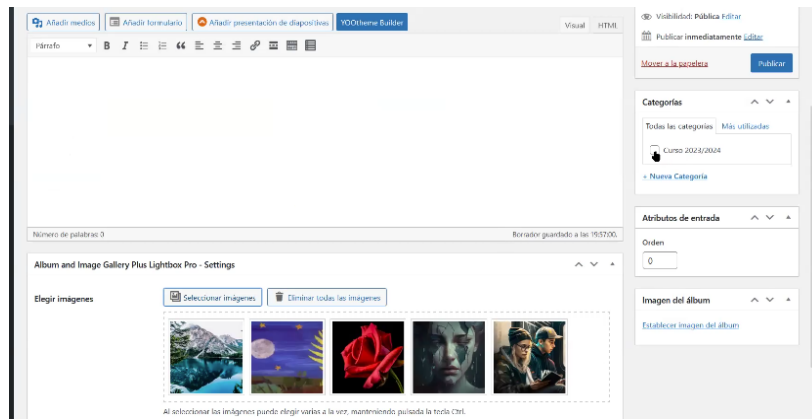 Añadir medios
Añadir formulario
Añadir presentación de diapositivas
YOOtheme Builder
Visual
HTML
Párrafo
B I
Número de palabras: 0
Borrador guardado a las 19:57:00.
Album and Image Gallery Plus Lightbox Pro - Settings
Elegir imágenes
Seleccionar imágenes
Eliminar todas las imágenes
Al seleccionar las imágenes puede elegir varias a la vez, manteniendo pulsada la tecla Ctrl.
Visibilidad: Pública Editar
Publicar inmediatamente Editar
Mover a la papelera
Publicar
Categorías
Todas las categorías
Más utilizadas
Curso 2023/2024
+ Nueva Categoría
Atributos de entrada
Orden
0
Imagen del álbum
Establecer imagen del álbum